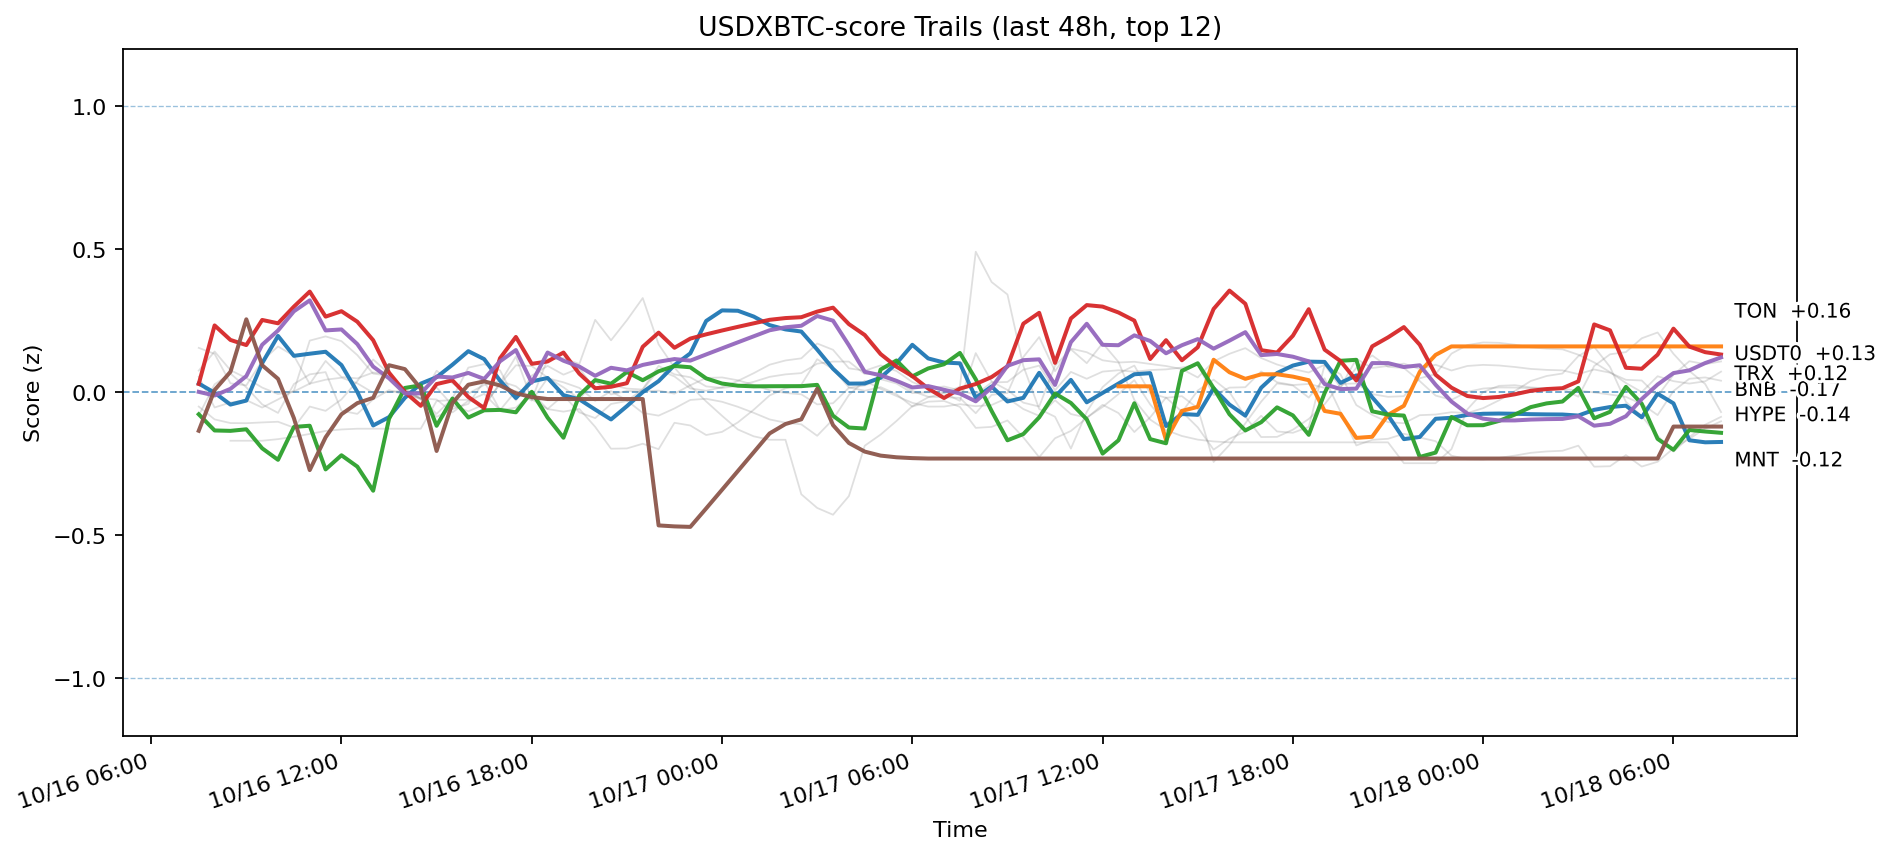 USDXBTC-score Trails (last 48h, top 12)
Score (z)
1.0
0.5
0.0
−0.5
−1.0
TON +0.16
USDT0 +0.13
TRX +0.12
BNB -0.17
HYPE -0.14
MNT -0.12
10/16 06:00
10/16 12:00
10/16 18:00
10/17 00:00
10/17 06:00
10/17 12:00
10/17 18:00
10/18 00:00
10/18 06:00
Time